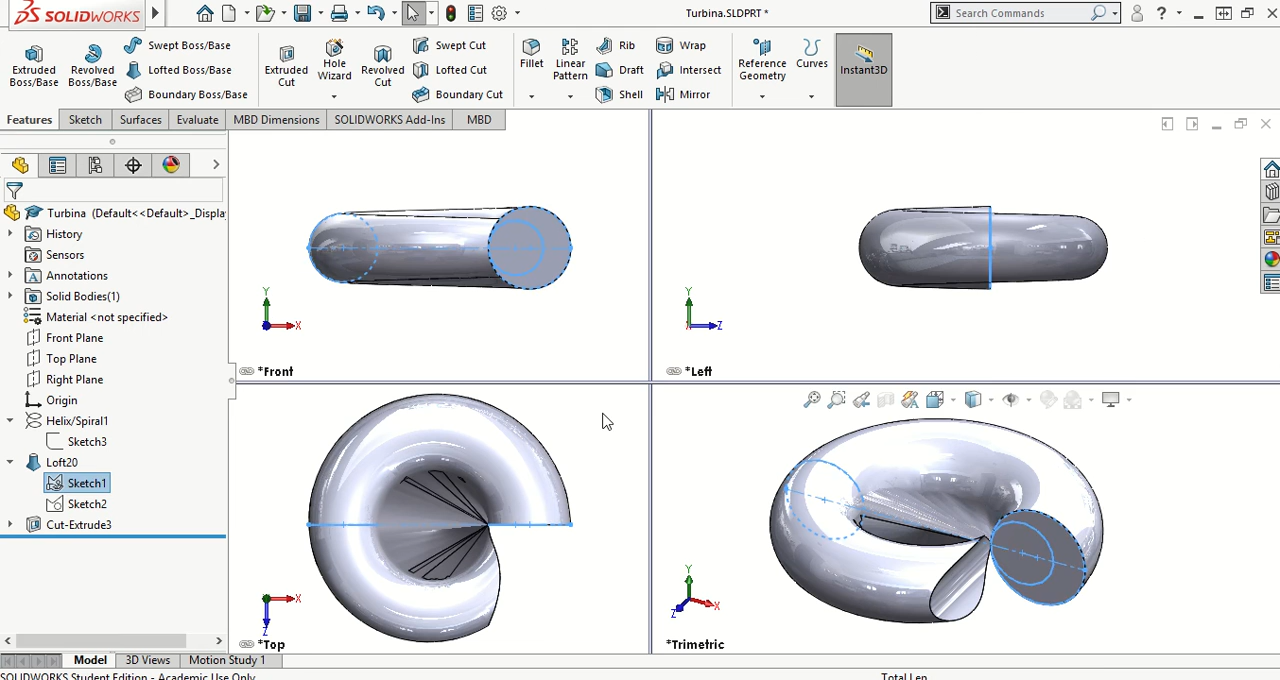 SOLIDWORKS
Turbina.SLDPRT *
Search Commands
?
Extruded Boss/Base
Revolved Boss/Base
Swept Boss/Base
Lofted Boss/Base
Boundary Boss/Base
Extruded Cut
Hole Wizard
Revolved Cut
Swept Cut
Lofted Cut
Boundary Cut
Fillet
Linear Pattern
Rib
Draft
Shell
Wrap
Intersect
Mirror
Reference Geometry
Curves
Instant3D
Features Sketch Surfaces Evaluate MBD Dimensions SOLIDWORKS Add-Ins MBD
Turbina (Default<<Default>_Displa
History
Sensors
Annotations
Solid Bodies(1)
Material <not specified>
Front Plane
Top Plane
Right Plane
Origin
Helix/Spiral1
Sketch3
Loft20
Sketch1
Sketch2
Cut-Extrude3
Y
X
*Front
Y
Z
*Left
X
Z
*Top
Y
X
Z
*Trimetric
Model 3D Views Motion Study 1
SOLIDWORKS Student Edition - Academic Use Only
Total Len